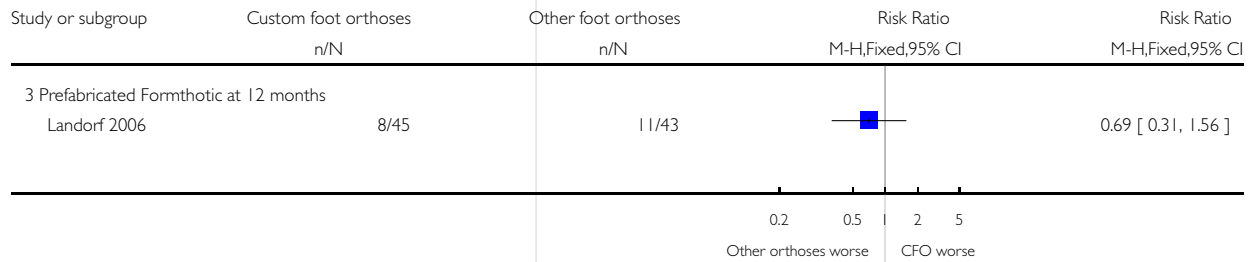 Study or subgroup Custom foot orthoses Other foot orthoses Risk Ratio Risk Ratio
n/N n/N M-H,Fixed,95% CI M-H,Fixed,95% CI
3 Prefabricated Formthotic at 12 months
Landorf 2006 8/45 11/43 0.69 [ 0.31, 1.56 ]
0.2 0.5 1 2 5
Other orthoses worse CFO worse